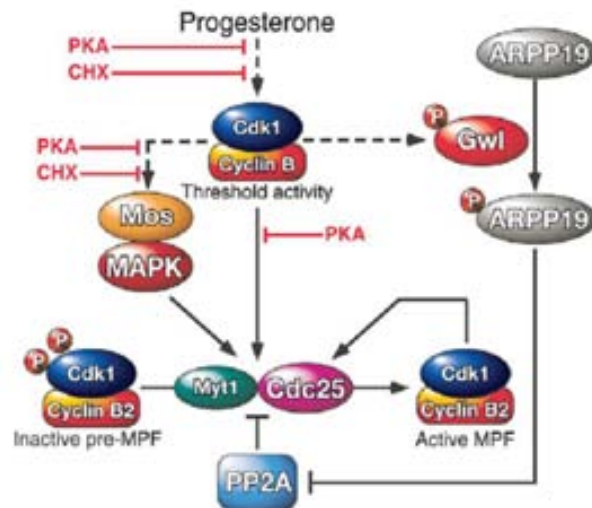 Progesterone
PKA
CHX
ARPP19
Cdk1
Cyclin B
Threshold activity
P
Gwl
PKA
CHX
Mos
MAPK
PKA
P
ARPP19
P
P
Cdk1
Cyclin B2
Inactive pre-MPF
Myt1
Cdc25
Cdk1
Cyclin B2
Active MPF
PP2A